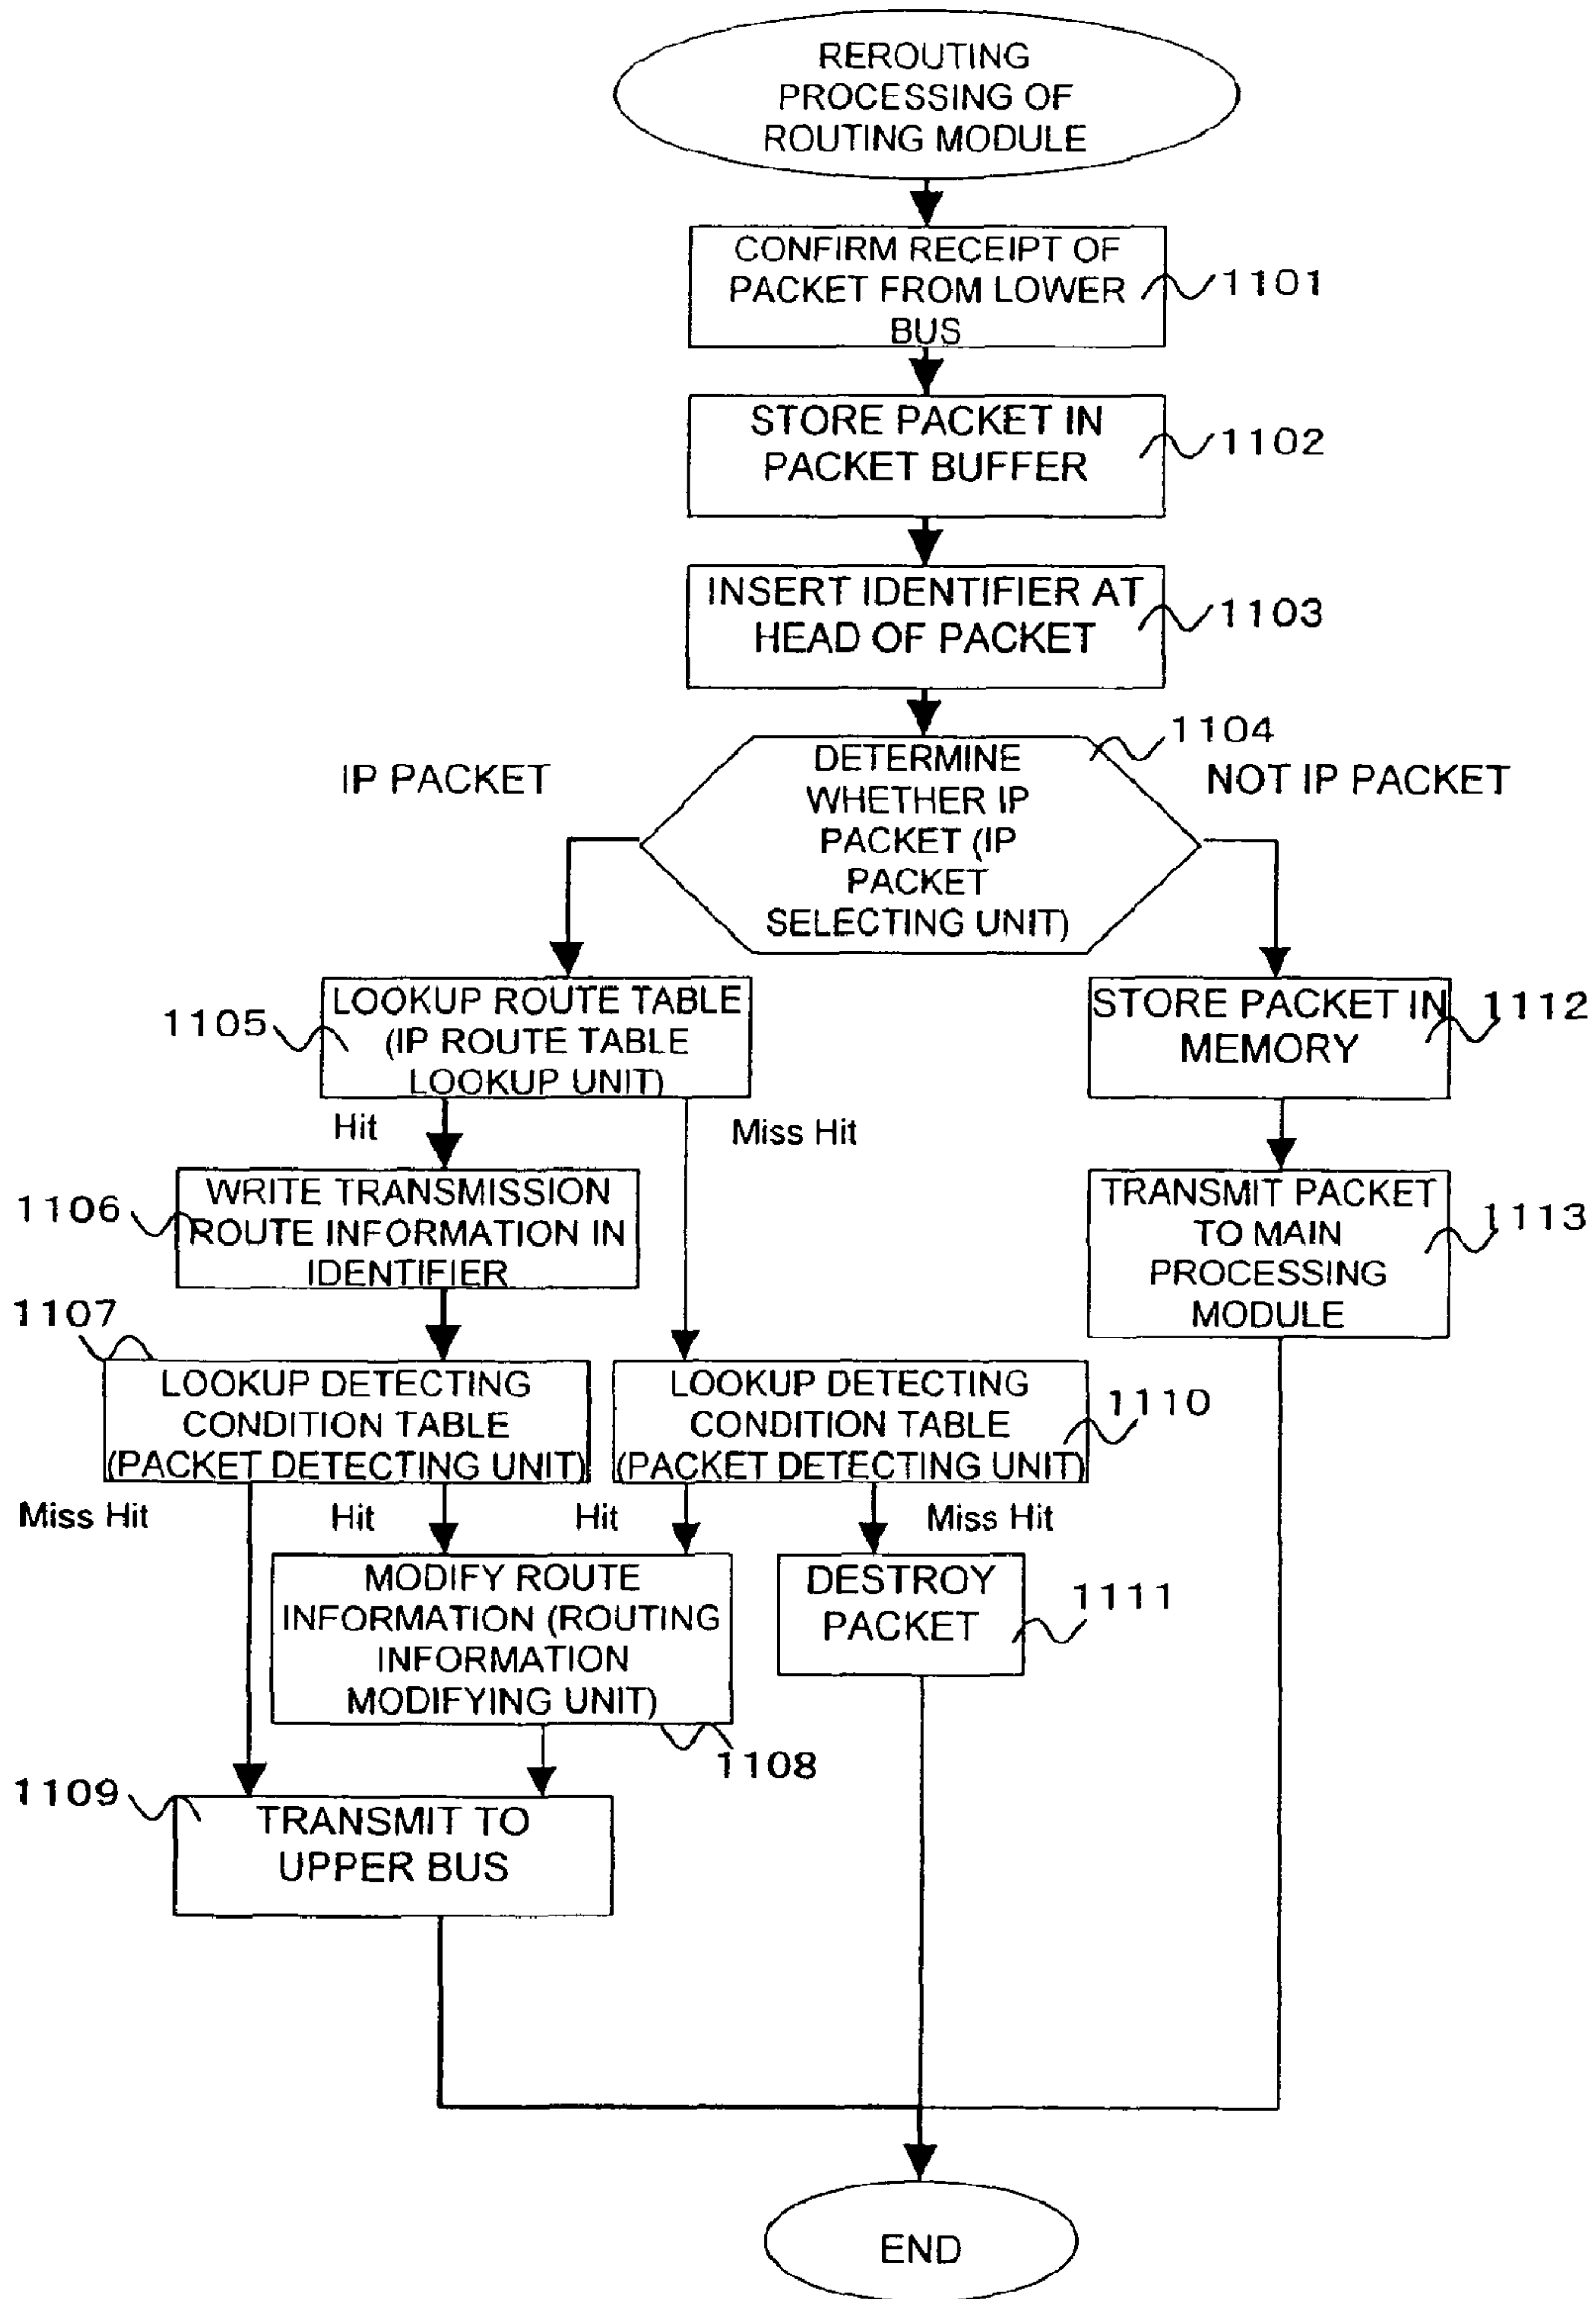 REROUTING
PROCESSING OF
ROUTING MODULE
CONFIRM RECEIPT OF
PACKET FROM LOWER
BUS
1101
STORE PACKET IN
PACKET BUFFER
1102
INSERT IDENTIFIER AT
HEAD OF PACKET
1103
1104
IP PACKET
DETERMINE
WHETHER IP
PACKET (IP
PACKET
SELECTING UNIT)
NOT IP PACKET
1105
LOOKUP ROUTE TABLE
(IP ROUTE TABLE
LOOKUP UNIT)
STORE PACKET IN
MEMORY
1112
Hit
Miss Hit
1106
WRITE TRANSMISSION
ROUTE INFORMATION IN
IDENTIFIER
TRANSMIT PACKET
TO MAIN
PROCESSING
MODULE
1113
1107
LOOKUP DETECTING
CONDITION TABLE
(PACKET DETECTING UNIT)
LOOKUP DETECTING
CONDITION TABLE
(PACKET DETECTING UNIT)
1110
Miss Hit
Hit
Hit
Miss Hit
MODIFY ROUTE
INFORMATION (ROUTING
INFORMATION
MODIFYING UNIT)
1108
DESTROY
PACKET
1111
1109
TRANSMIT TO
UPPER BUS
END